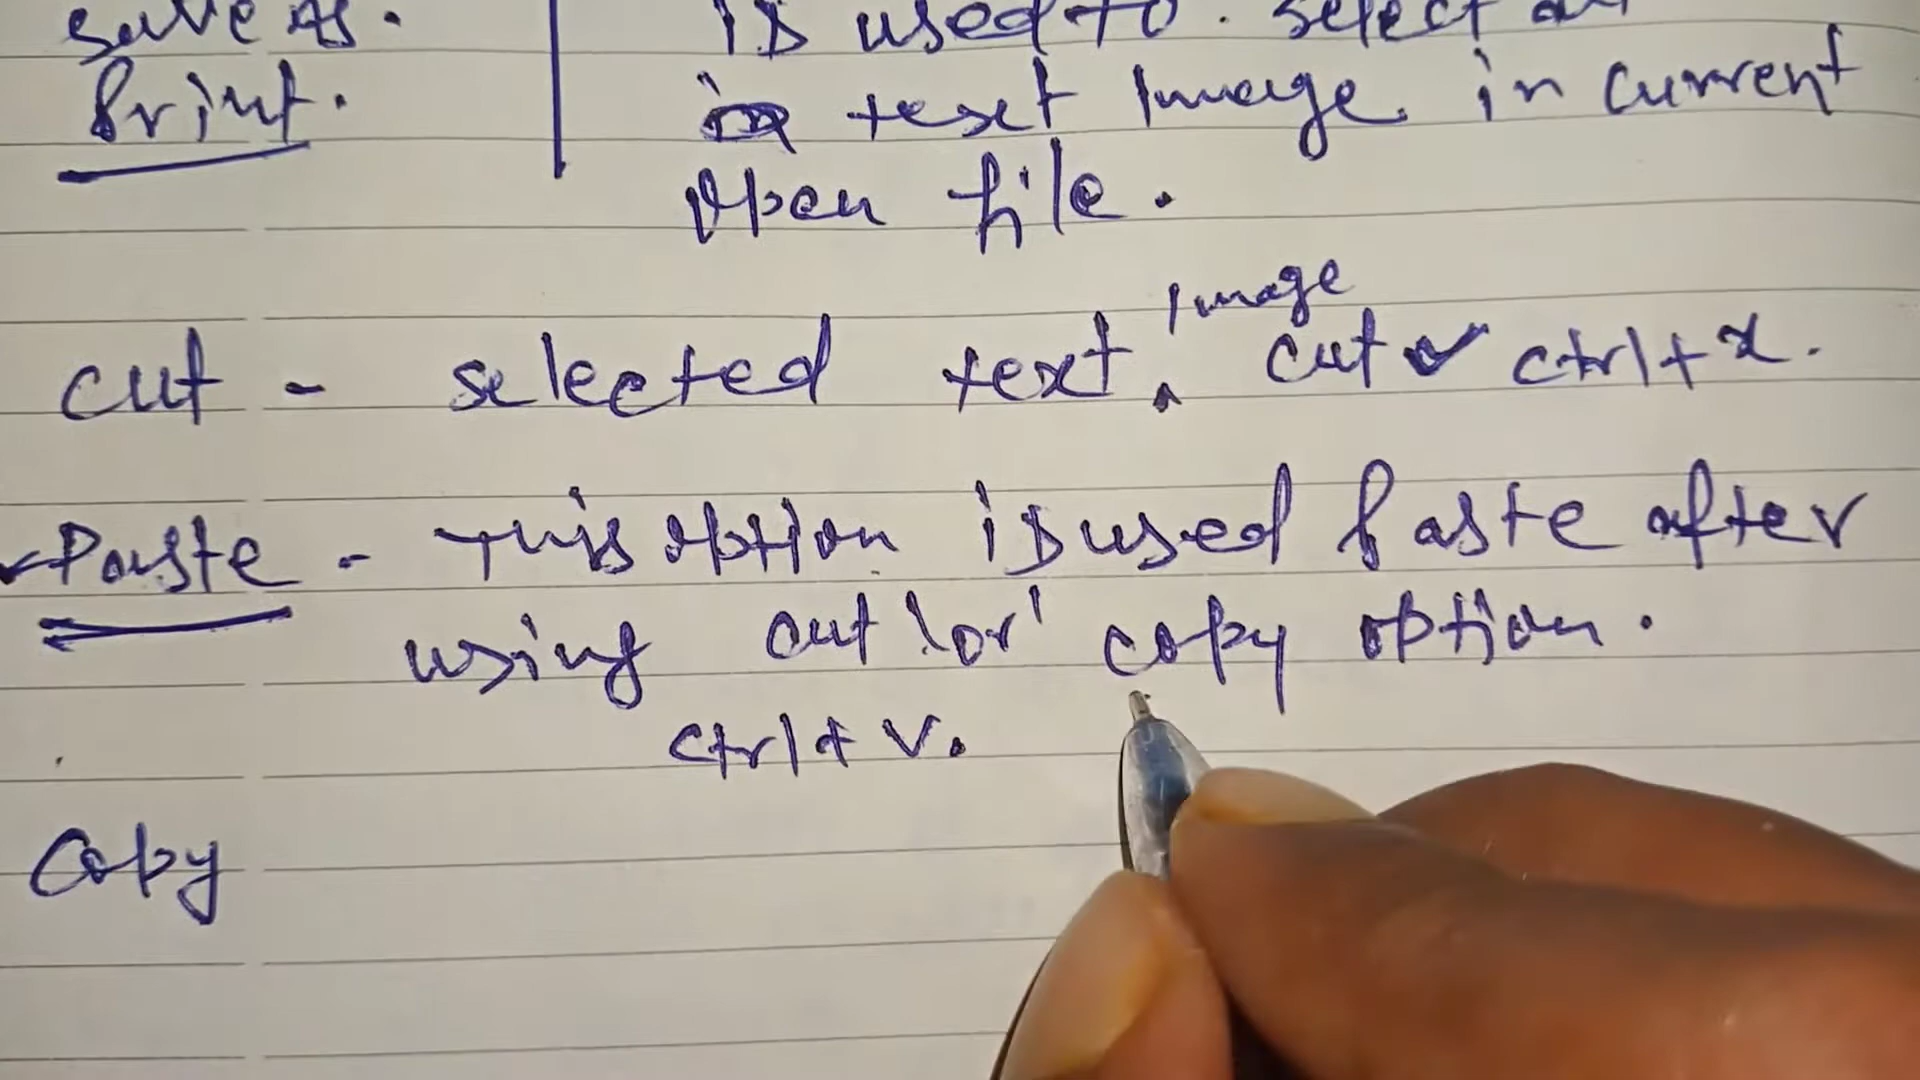 Save As.
Print.
is used to. select all
text Image. in current
open file.
Image
cut - selected text, cut ctrl+x.
Paste - This option is used Paste after
using cut 'or' copy option.
ctrl + v.
Copy